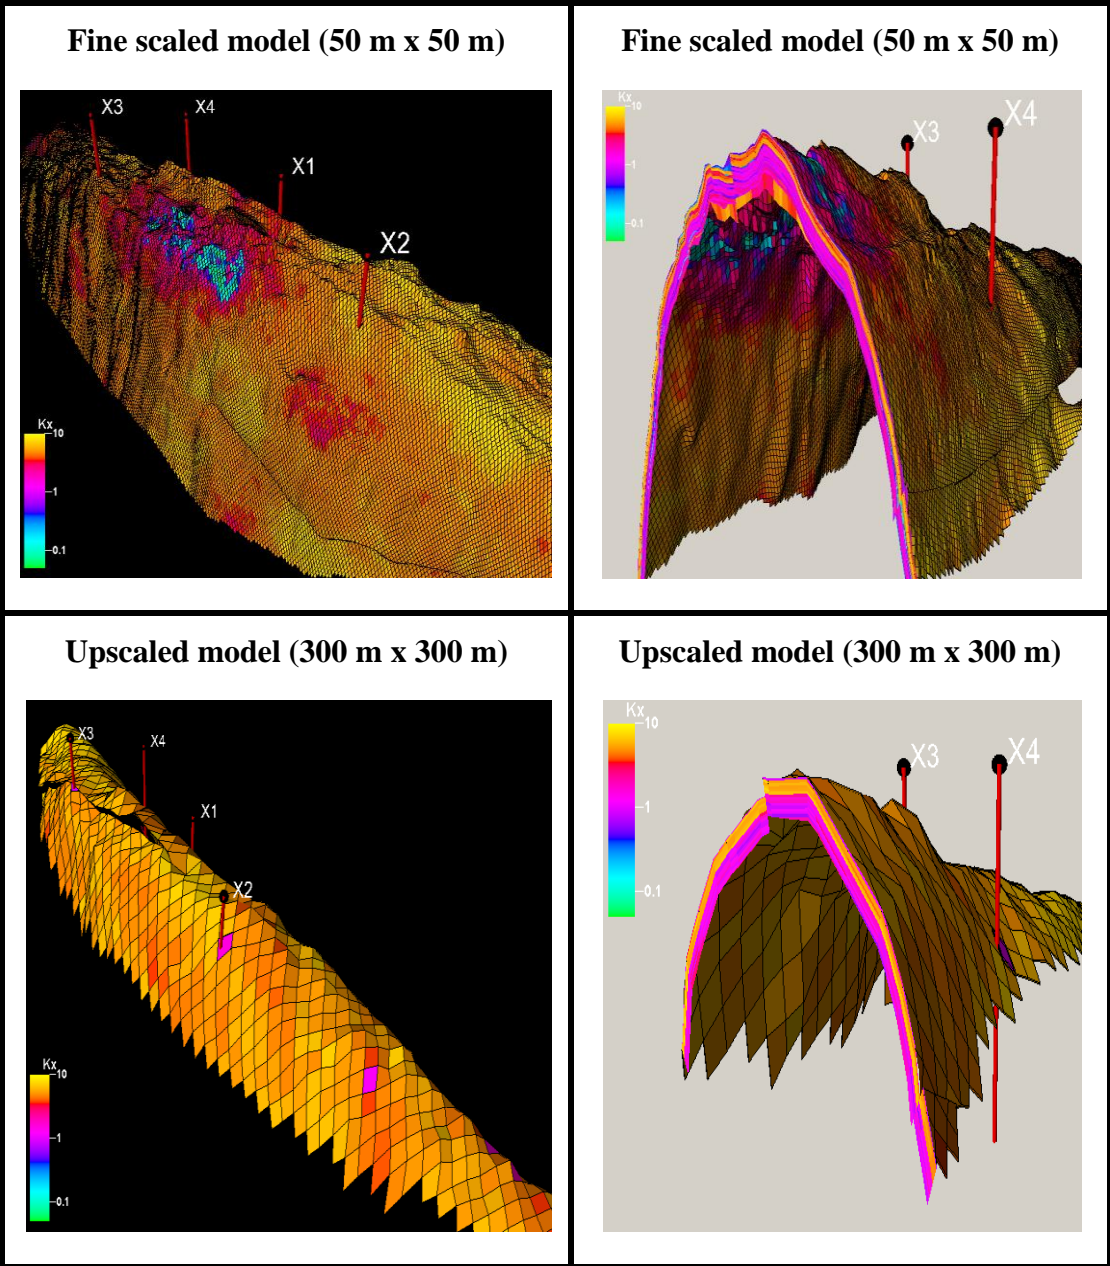 Fine scaled model (50 m x 50 m)
X3
X4
X1
X2
Kx
10
1
0.1
Fine scaled model (50 m x 50 m)
Kx
10
1
0.1
X3
X4
Upscaled model (300 m x 300 m)
X3
X4
X1
X2
Kx
10
1
0.1
Upscaled model (300 m x 300 m)
Kx
10
1
0.1
X3
X4